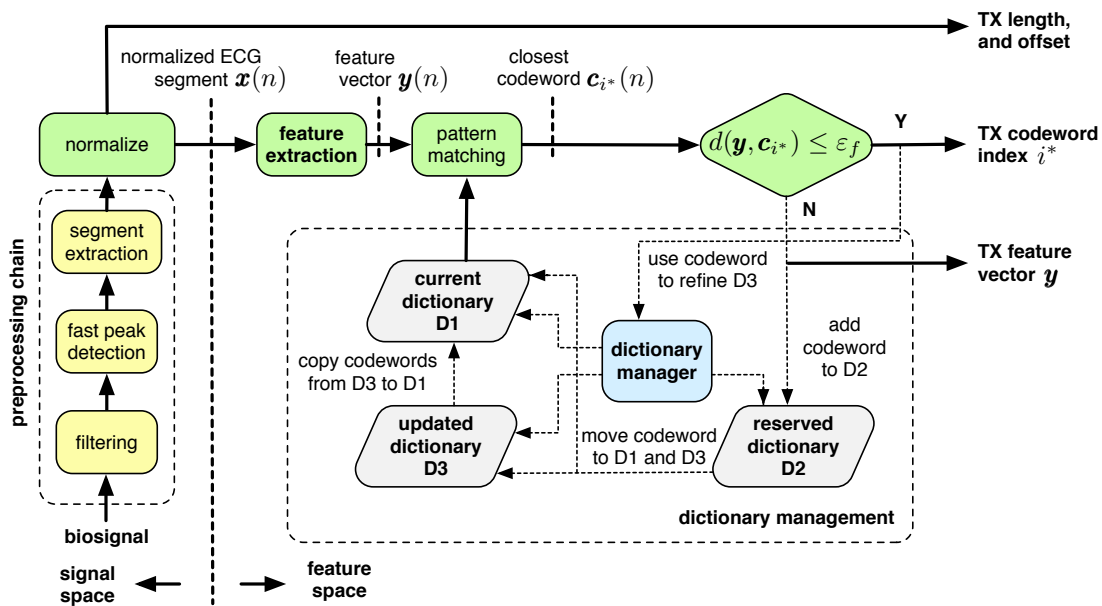 TX length,
and offset
normalized ECG
segment x(n)
feature
vector y(n)
closest
codeword c_{i*}(n)
normalize
feature
extraction
pattern
matching
d(y, c_{i*}) ≤ ε_f
Y
TX codeword
index i*
N
preprocessing chain
segment
extraction
fast peak
detection
filtering
biosignal
signal
space
feature
space
use codeword
to refine D3
TX feature
vector y
current
dictionary
D1
dictionary
manager
add
codeword
to D2
copy codewords
from D3 to D1
updated
dictionary
D3
move codeword
to D1 and D3
reserved
dictionary
D2
dictionary management